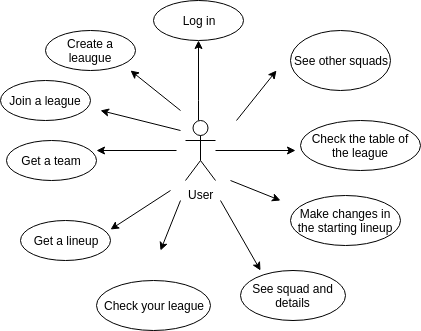 Log in
Create a
leaugue
See other squads
Join a league
Check the table of
the league
Get a team
User
Make changes in
the starting lineup
Get a lineup
See squad and
details
Check your league